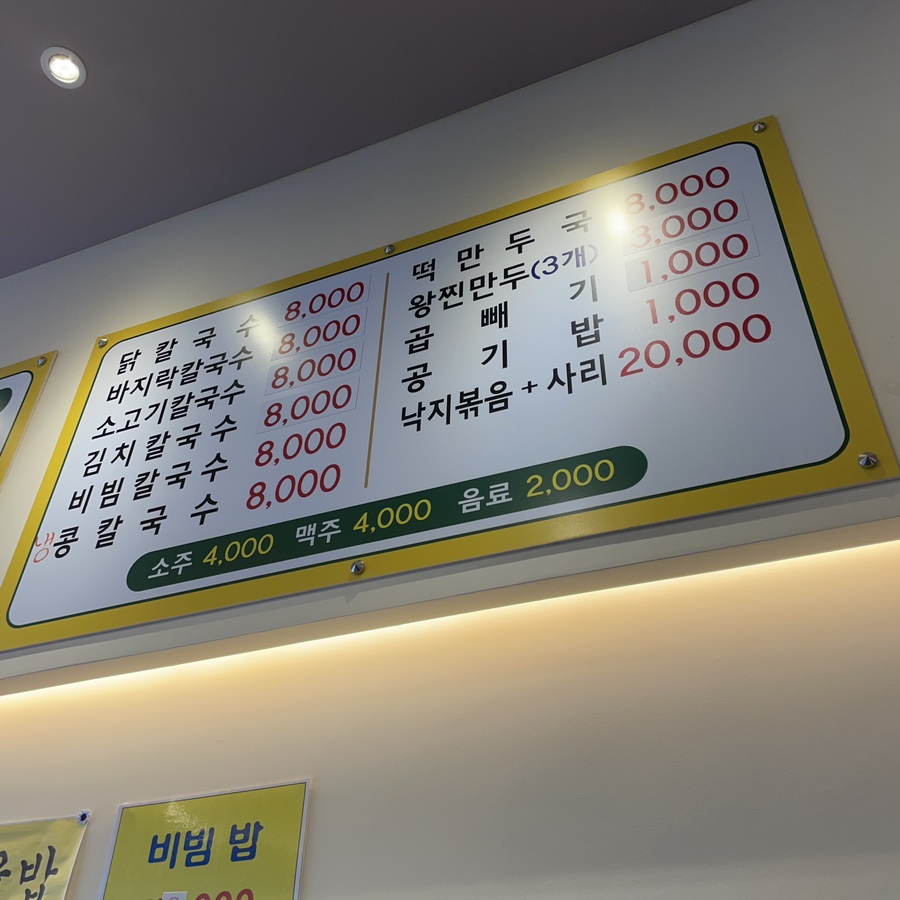 닭칼국수 8,000
바지락칼국수 8,000
소고기칼국수 8,000
김치칼국수 8,000
비빔칼국수 8,000
냉콩칼국수 8,000
떡만두국 8,000
왕찐만두(3개) 3,000
곱빼기 1,000
공기밥 1,000
낙지볶음+사리 20,000
소주 4,000 맥주 4,000 음료 2,000
비빔밥